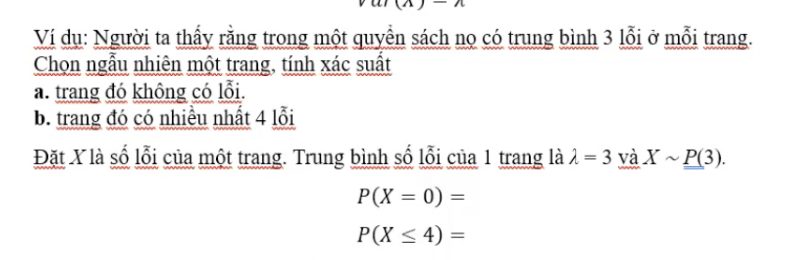 Var(X) = λ
Ví dụ: Người ta thấy rằng trong một quyển sách nọ có trung bình 3 lỗi ở mỗi trang.
Chọn ngẫu nhiên một trang, tính xác suất
a. trang đó không có lỗi.
b. trang đó có nhiều nhất 4 lỗi
Đặt X là số lỗi của một trang. Trung bình số lỗi của 1 trang là λ = 3 và X ~ P(3).
P(X = 0) =
P(X ≤ 4) =